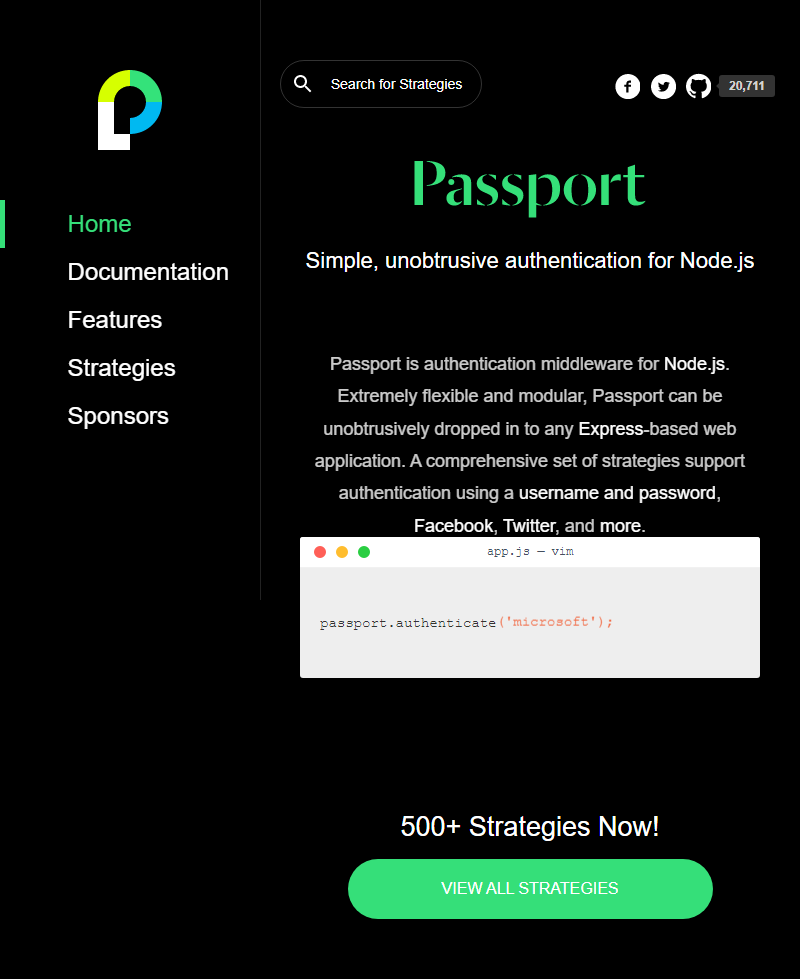 Search for Strategies
20,711
Home
Documentation
Features
Strategies
Sponsors
Passport
Simple, unobtrusive authentication for Node.js
Passport is authentication middleware for Node.js.
Extremely flexible and modular, Passport can be
unobtrusively dropped in to any Express-based web
application. A comprehensive set of strategies support
authentication using a username and password,
Facebook, Twitter, and more.
app.js — vim
passport.authenticate('microsoft');
500+ Strategies Now!
VIEW ALL STRATEGIES